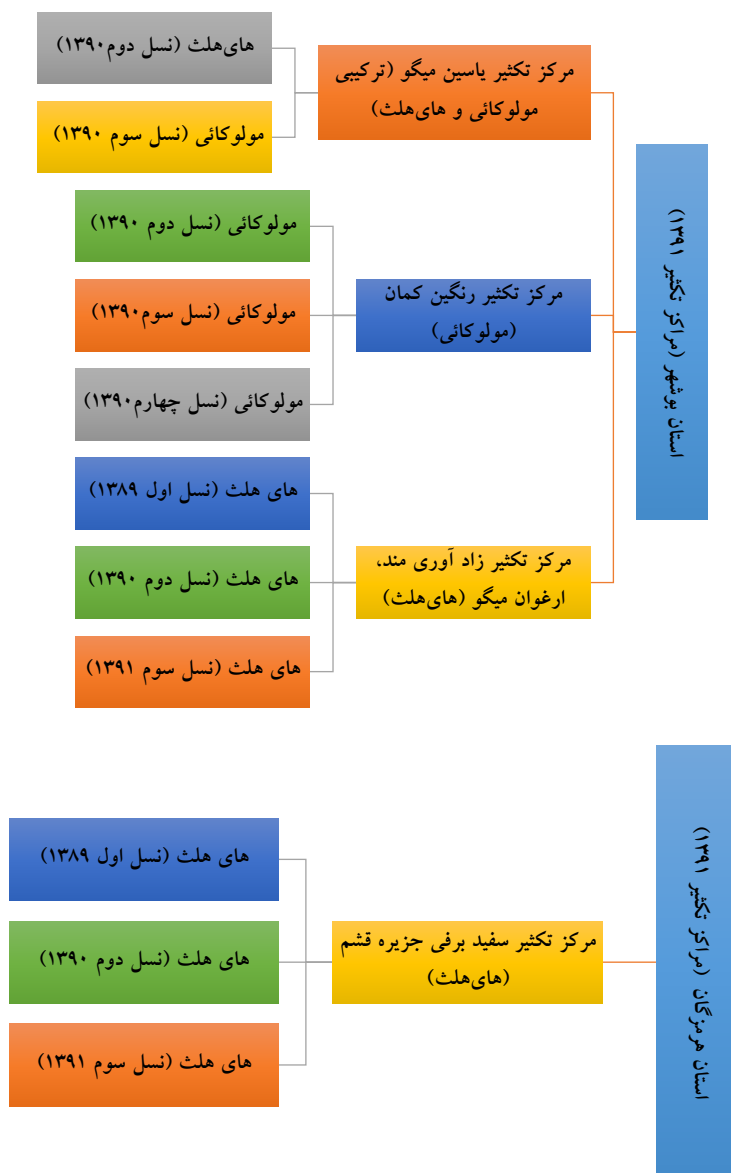 استان بوشهر (مراکز تکثیر ۱۳۹۱)
مرکز تکثیر یاسین میگو (ترکیبی
مولوکائی و های‌هلث)
های‌هلث (نسل دوم۱۳۹۰)
مولوکائی (نسل سوم ۱۳۹۰)
مرکز تکثیر رنگین کمان
(مولوکائی)
مولوکائی (نسل دوم ۱۳۹۰)
مولوکائی (نسل سوم۱۳۹۰)
مولوکائی (نسل چهارم۱۳۹۰)
مرکز تکثیر زاد آوری مند،
ارغوان میگو (های‌هلث)
های هلث (نسل اول ۱۳۸۹)
های هلث (نسل دوم ۱۳۹۰)
های هلث (نسل سوم ۱۳۹۱)
استان هرمزگان (مراکز تکثیر ۱۳۹۱)
مرکز تکثیر سفید برفی جزیره قشم
(های‌هلث)
های هلث (نسل اول ۱۳۸۹)
های هلث (نسل دوم ۱۳۹۰)
های هلث (نسل سوم ۱۳۹۱)